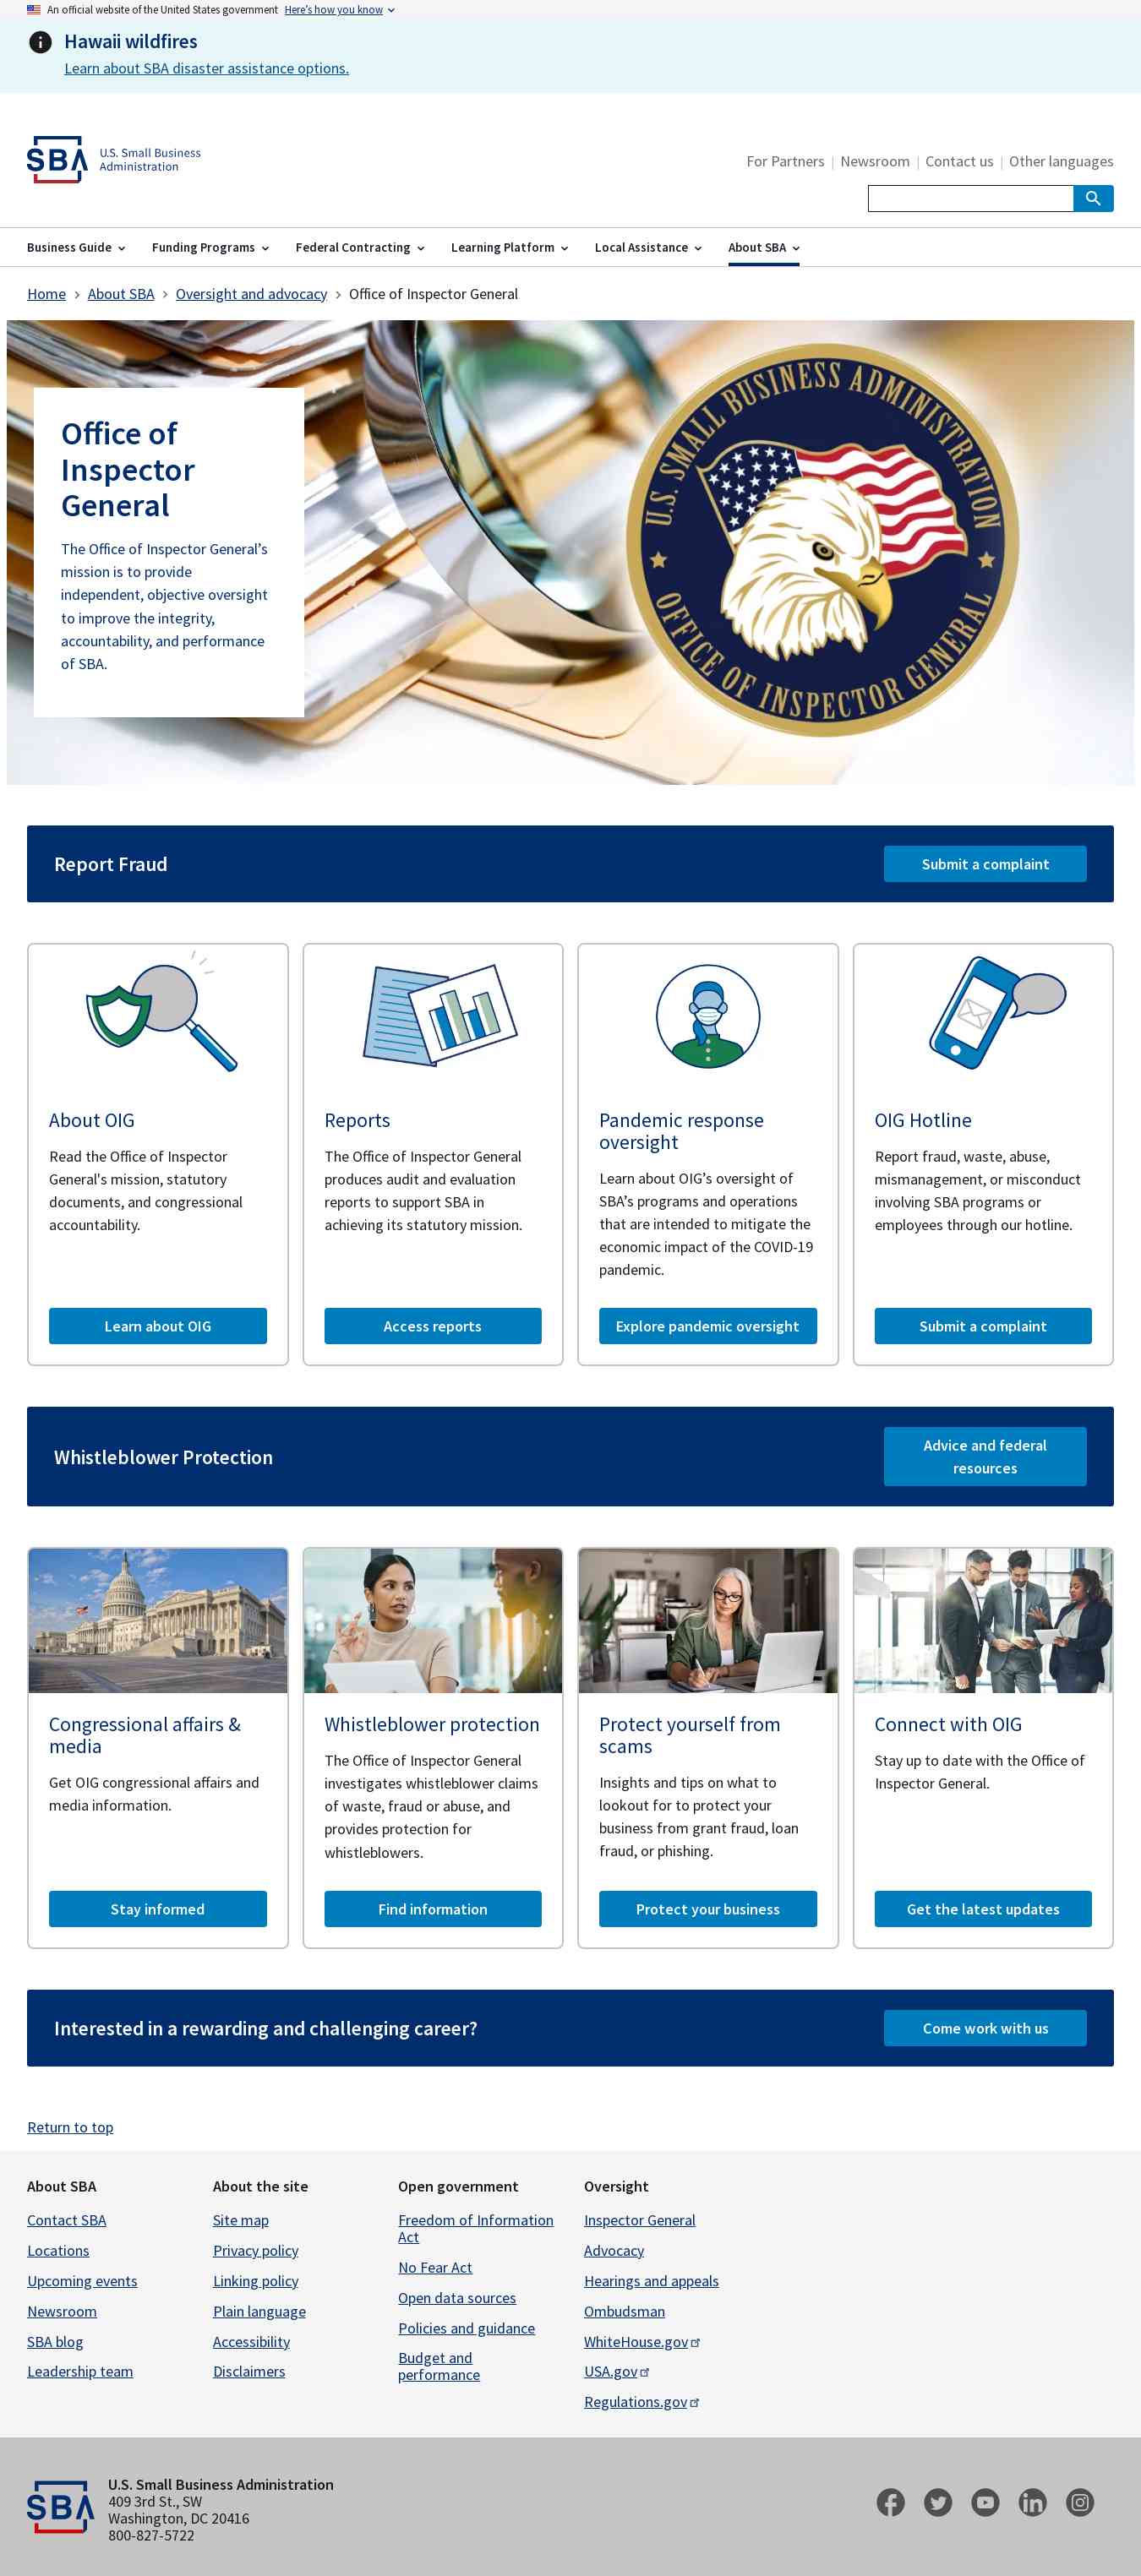 An official website of the United States government Here's how you know
Hawaii wildfires
Learn about SBA disaster assistance options.
SBA U.S. Small Business
Administration
For Partners | Newsroom | Contact us | Other languages
Business Guide Funding Programs Federal Contracting Learning Platform Local Assistance About SBA
Home > About SBA > Oversight and advocacy > Office of Inspector General
Office of
Inspector
General
The Office of Inspector General’s
mission is to provide
independent, objective oversight
to improve the integrity,
accountability, and performance
of SBA.
U.S. SMALL BUSINESS ADMINISTRATION
OFFICE OF INSPECTOR GENERAL
Report Fraud
Submit a complaint
About OIG
Read the Office of Inspector
General's mission, statutory
documents, and congressional
accountability.
Learn about OIG
Reports
The Office of Inspector General
produces audit and evaluation
reports to support SBA in
achieving its statutory mission.
Access reports
Pandemic response
oversight
Learn about OIG’s oversight of
SBA’s programs and operations
that are intended to mitigate the
economic impact of the COVID-19
pandemic.
Explore pandemic oversight
OIG Hotline
Report fraud, waste, abuse,
mismanagement, or misconduct
involving SBA programs or
employees through our hotline.
Submit a complaint
Whistleblower Protection
Advice and federal
resources
Congressional affairs &
media
Get OIG congressional affairs and
media information.
Stay informed
Whistleblower protection
The Office of Inspector General
investigates whistleblower claims
of waste, fraud or abuse, and
provides protection for
whistleblowers.
Find information
Protect yourself from
scams
Insights and tips on what to
lookout for to protect your
business from grant fraud, loan
fraud, or phishing.
Protect your business
Connect with OIG
Stay up to date with the Office of
Inspector General.
Get the latest updates
Interested in a rewarding and challenging career?
Come work with us
Return to top
About SBA
Contact SBA
Locations
Upcoming events
Newsroom
SBA blog
Leadership team
About the site
Site map
Privacy policy
Linking policy
Plain language
Accessibility
Disclaimers
Open government
Freedom of Information
Act
No Fear Act
Open data sources
Policies and guidance
Budget and
performance
Oversight
Inspector General
Advocacy
Hearings and appeals
Ombudsman
WhiteHouse.gov
USA.gov
Regulations.gov
SBA
U.S. Small Business Administration
409 3rd St., SW
Washington, DC 20416
800-827-5722